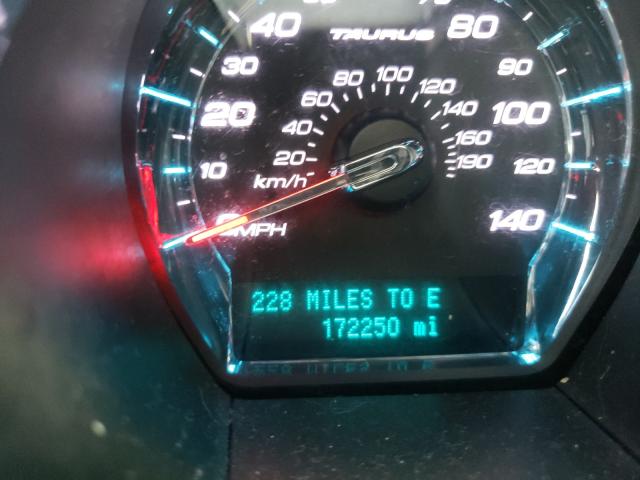 40 TAURUS 80
30 80 100 120 90
20 60 140 100
40 160
10 20 190 120
km/h
MPH 140
228 MILES TO E
172250 mi